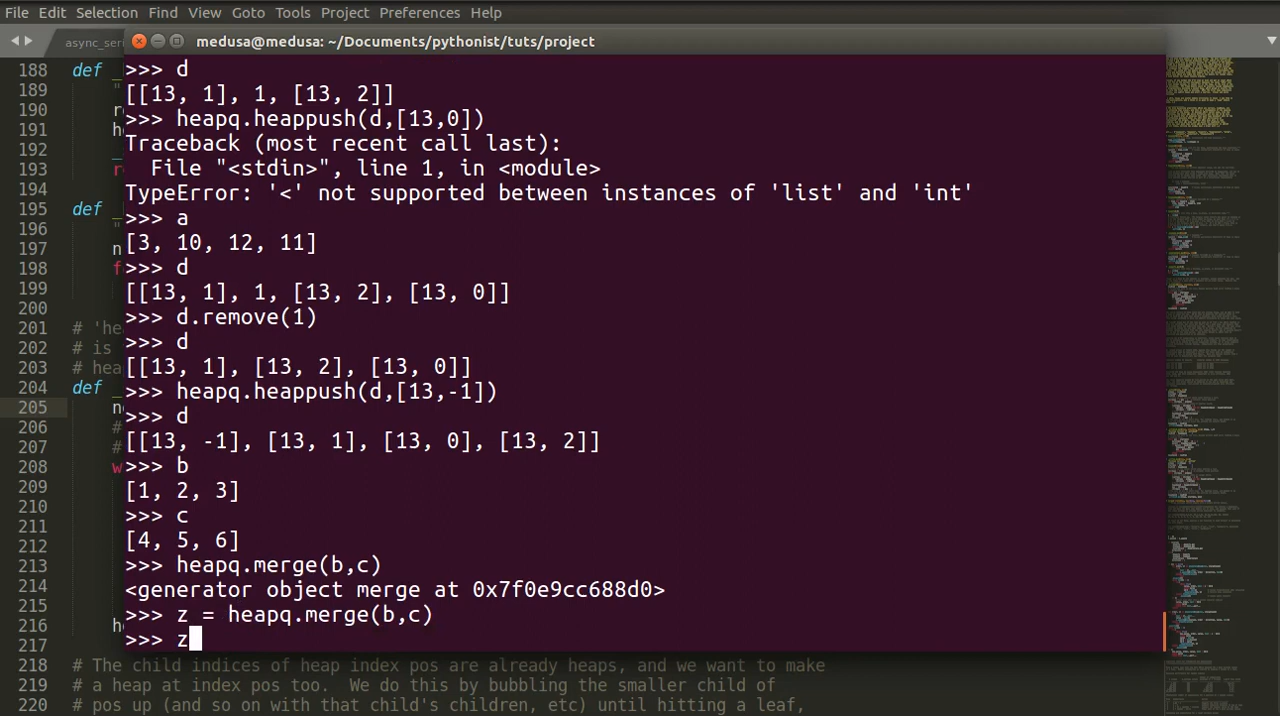 File Edit Selection Find View Goto Tools Project Preferences Help
async_ser
medusa@medusa: ~/Documents/pythonist/tuts/project
>>> d
[[13, 1], 1, [13, 2]]
>>> heapq.heappush(d,[13,0])
Traceback (most recent call last):
  File "<stdin>", line 1, in <module>
TypeError: '<' not supported between instances of 'list' and 'int'
>>> a
[3, 10, 12, 11]
>>> d
[[13, 1], 1, [13, 2], [13, 0]]
>>> d.remove(1)
>>> d
[[13, 1], [13, 2], [13, 0]]
>>> heapq.heappush(d,[13,-1])
>>> d
[[13, -1], [13, 1], [13, 0], [13, 2]]
>>> b
[1, 2, 3]
>>> c
[4, 5, 6]
>>> heapq.merge(b,c)
<generator object merge at 0x7f0e9cc688d0>
>>> z = heapq.merge(b,c)
>>> z
188 def _
189 "
190 r
191 h
192 _
193 r
194
195 def _
196 "
197 n
198 f
199
200
201 # 'hea
202 # is
203 # hea
204 def _
205 n
206 #
207 #
208 w
209
210
211
212
213
214
215
216 h
217
218 # The child indices of heap index pos are already heaps, and we want to make
219 # a heap at index pos too.  We do this by bubbling the smaller child of
220 # pos up (and so on with that child's children, etc) until hitting a leaf,